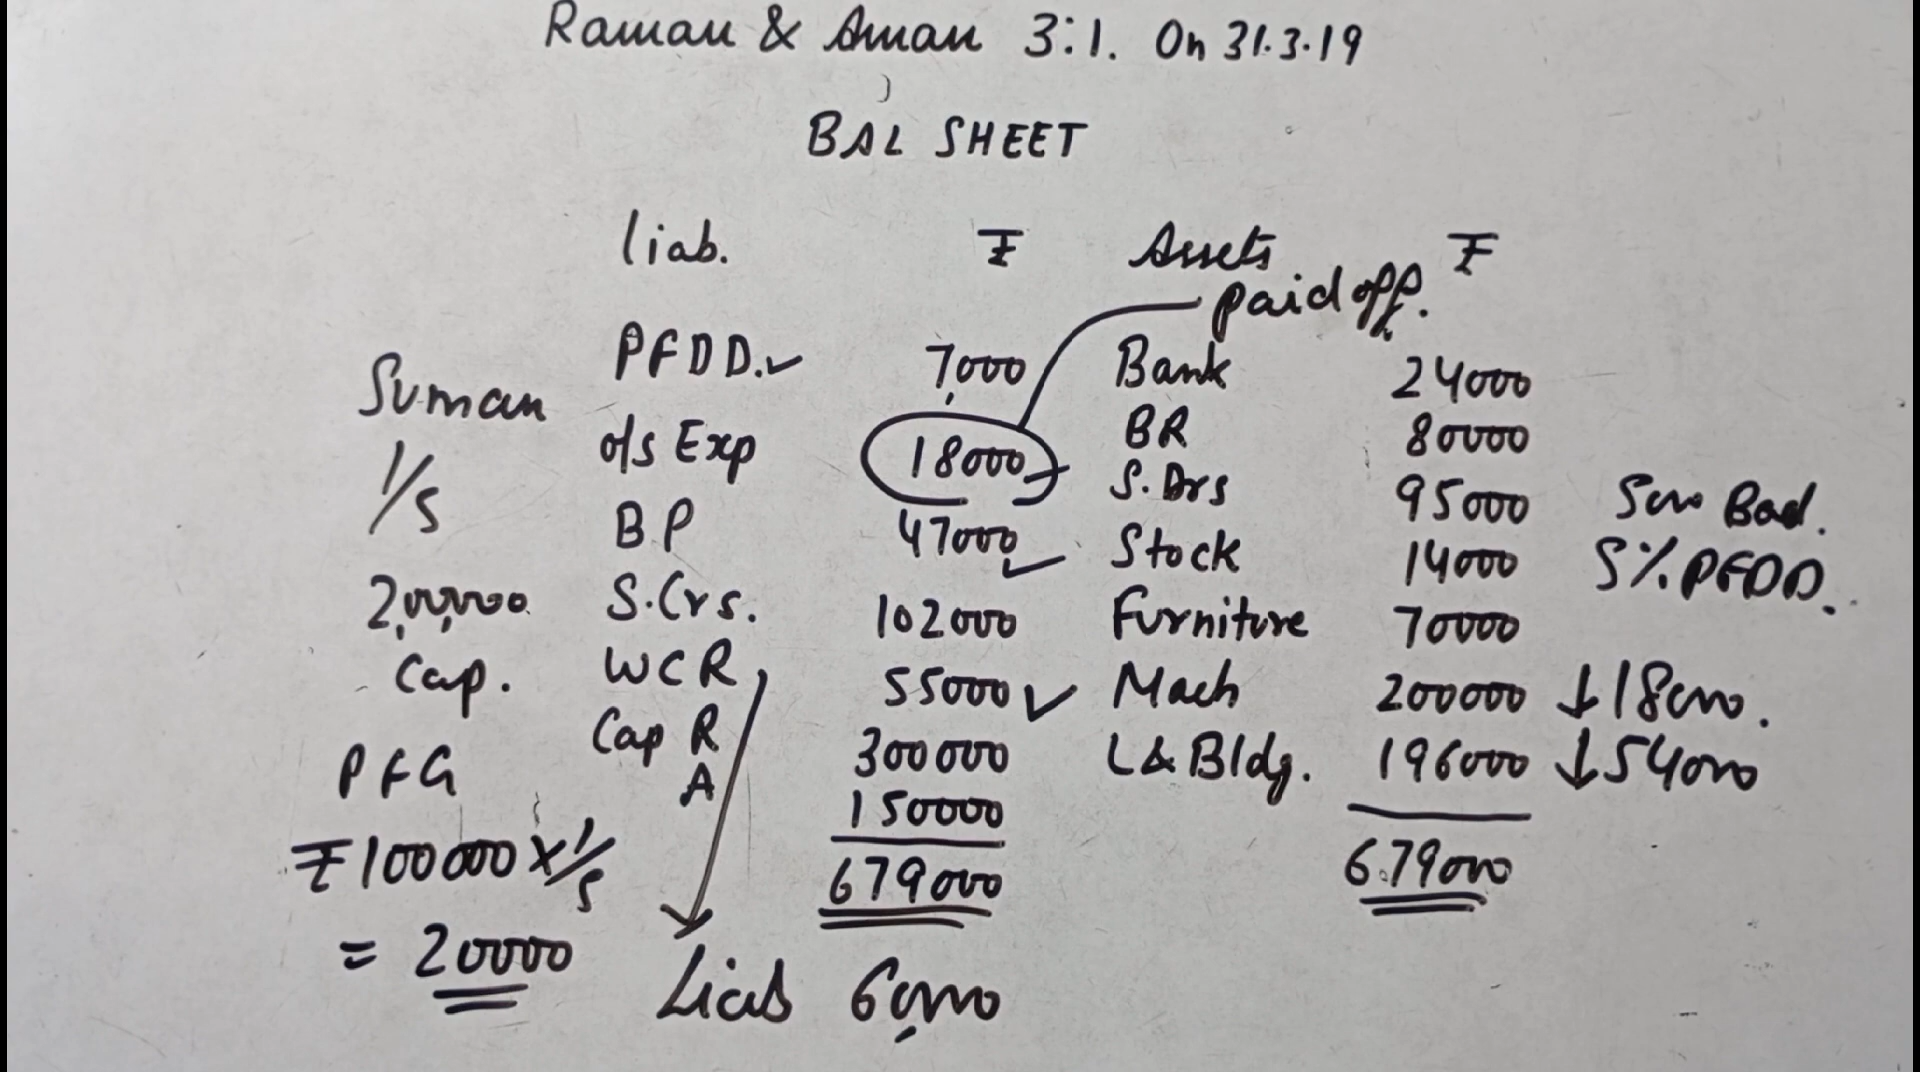 Raman & Aman 3:1. On 31.3.19
BAL SHEET
Liab. ₹ Assets ₹
paid off.
PFDD. ✓ 7000 Bank 24000
O/s Exp 18000 BR 80000
BP 47000 S.Drs 95000 5000 Bad.
S.Crs. 102000 Stock 14000 5% PFDD.
WCR 55000 ✓ Furniture 70000
Cap R 300000 Mach 200000 ↓18000.
A 150000 L& Bldg. 196000 ↓54000
679000 679000
Liab 6000
Suman
1/5
2,00,000
Cap.
PFG
₹100000 X 1/5
= 20000